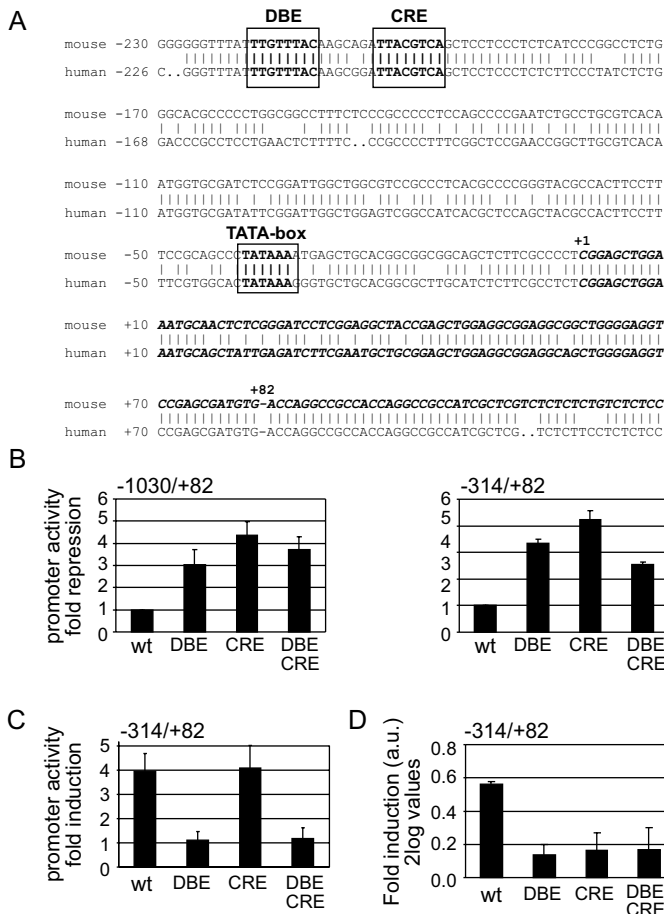 A
DBE CRE
mouse -230 GGGGGGTTTATTTGTTTACAAGCAGATTACGTCAGCTCCTCCCTCTCATCCCGGCCTCTG
human -226 C..GGGTTTATTTGTTTACAAGCGGATTACGTCAGCTCCTCCCTCTTCCCTATCTCTG
mouse -170 GGCACGCCCCCTGGCGGCCTTTCTCCCGCCCCCTCCAGCCCCGAATCTGCCTGCGTCACA
human -168 GACCCGCCTCCTGAACTCTTTTC..CCGCCCCTTTCGGCTCCGAACCGGCTTGCGTCACA
mouse -110 ATGGTGCGATCTCCGGATTGGCTGGCGTCCGCCCTCACGCCCCGGGTACGCCACTTCCTT
human -110 ATGGTGCGATATTCGGATTGGCTGGAGTCGGCCATCACGCTCCAGCTACGCCACTTCCTT
TATA-box +1
mouse -50 TCCGCAGCCCTATAAAATGAGCTGCACGGCGGCGGCAGCTCTTCGCCCCTCGGAGCTGGA
human -50 TTCGTGGCACTATAAAGGGTGCTGCACGGCGCTTGCATCTCTTCGCCTCTCGGAGCTGGA
mouse +10 AATGCAACTCTCGGGATCCTCGGAGGCTACCGAGCTGGAGGCGGAGGCGGCTGGGGAGGT
human +10 AATGCAGCTATTGAGATCTTCGAATGCTGCGGAGCTGGAGGCGGAGGCAGCTGGGGAGGT
+82
mouse +70 CCGAGCGATGTG-ACCAGGCCGCCACCAGGCCGCCATCGCTCGTCTCTCTCTGTCTCTCC
human +70 CCGAGCGATGTG-ACCAGGCCGCCACCAGGCCGCCATCGCTCG..TCTCTTCCTCTCTCC
B
-1030/+82
promoter activity
fold repression
6
5
4
3
2
1
0
wt DBE CRE DBE
CRE
-314/+82
6
5
4
3
2
1
0
wt DBE CRE DBE
CRE
C
-314/+82
promoter activity
fold induction
5
4
3
2
1
0
wt DBE CRE DBE
CRE
D
-314/+82
Fold induction (a.u.)
2log values
0.8
0.6
0.4
0.2
0.0
wt DBE CRE DBE
CRE